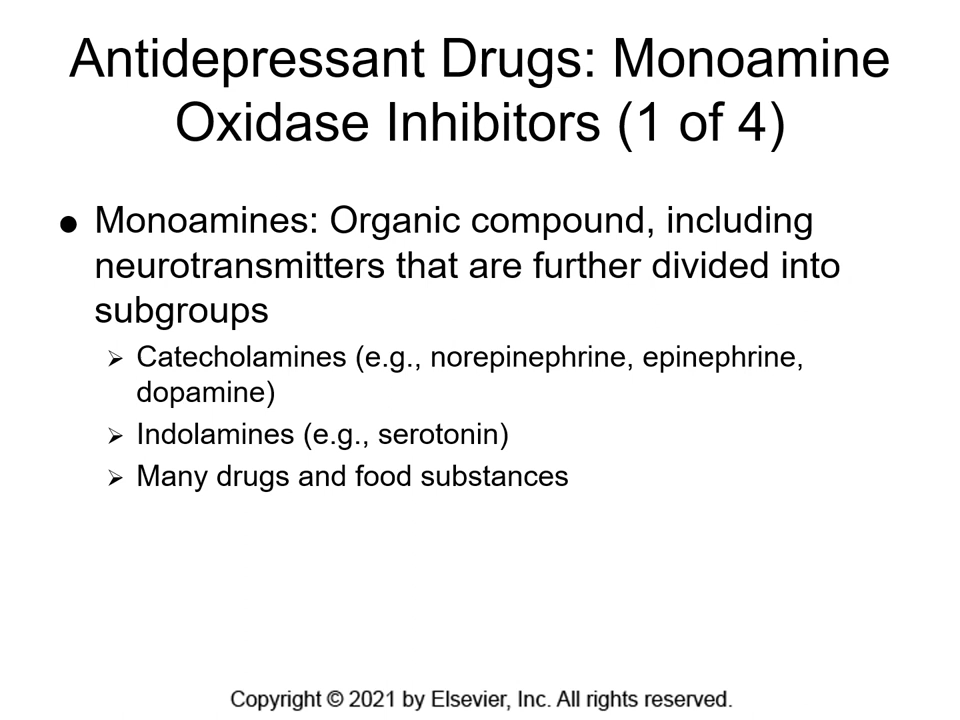 Antidepressant Drugs: Monoamine
Oxidase Inhibitors (1 of 4)
● Monoamines: Organic compound, including
neurotransmitters that are further divided into
subgroups
➢ Catecholamines (e.g., norepinephrine, epinephrine,
dopamine)
➢ Indolamines (e.g., serotonin)
➢ Many drugs and food substances
Copyright © 2021 by Elsevier, Inc. All rights reserved.